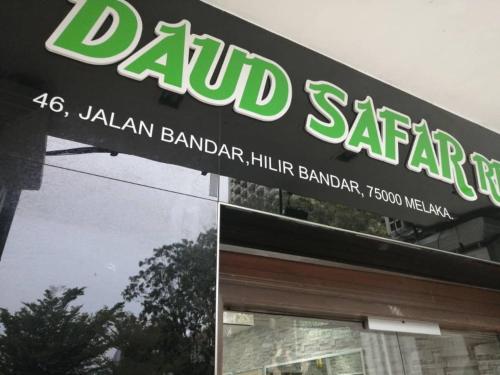 DAUD SAFAR
46, JALAN BANDAR,HILIR BANDAR, 75000 MELAKA.